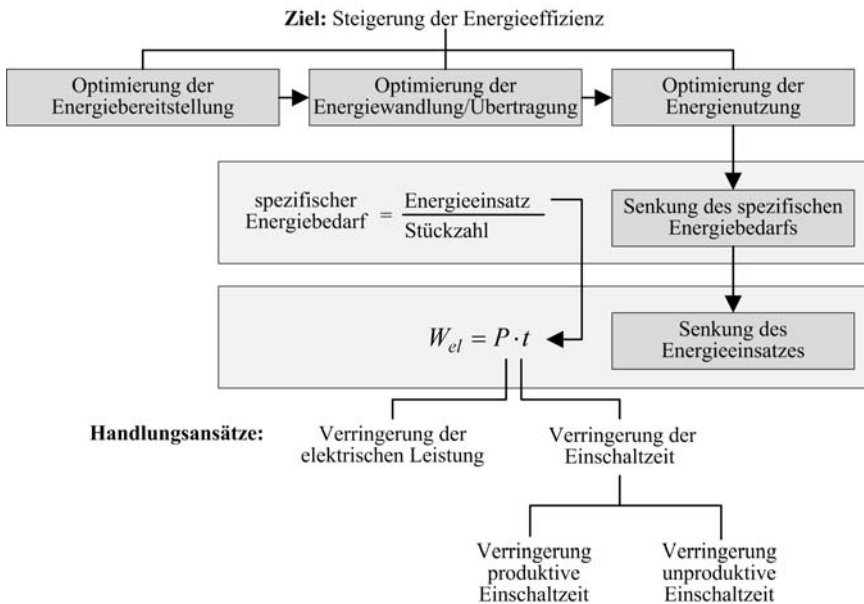 Ziel: Steigerung der Energieeffizienz
Optimierung der
Energiebereitstellung
Optimierung der
Energiewandlung/Übertragung
Optimierung der
Energienutzung
spezifischer
Energiebedarf
=
Energieeinsatz
Stückzahl
Senkung des spezifischen
Energiebedarfs
W_el = P · t
Senkung des
Energieeinsatzes
Handlungsansätze:
Verringerung der
elektrischen Leistung
Verringerung der
Einschaltzeit
Verringerung
produktive
Einschaltzeit
Verringerung
unproduktive
Einschaltzeit